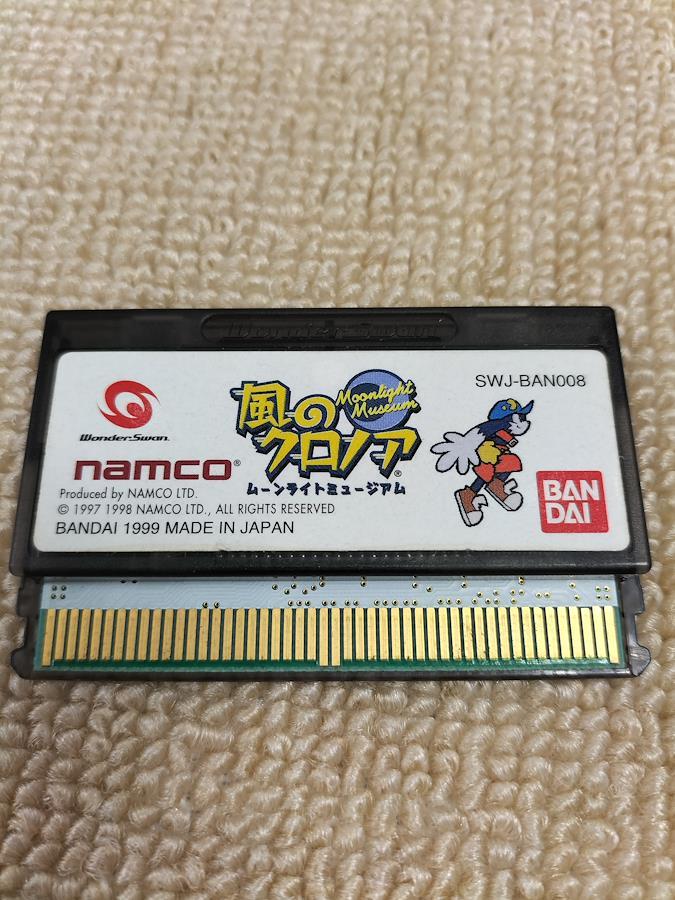 WonderSwan
SWJ-BAN008
WonderSwan
風のクロノア
Moonlight
Museum
ムーンライトミュージアム
namco®
Produced by NAMCO LTD.
© 1997 1998 NAMCO LTD., ALL RIGHTS RESERVED
BANDAI 1999 MADE IN JAPAN
BAN
DAI